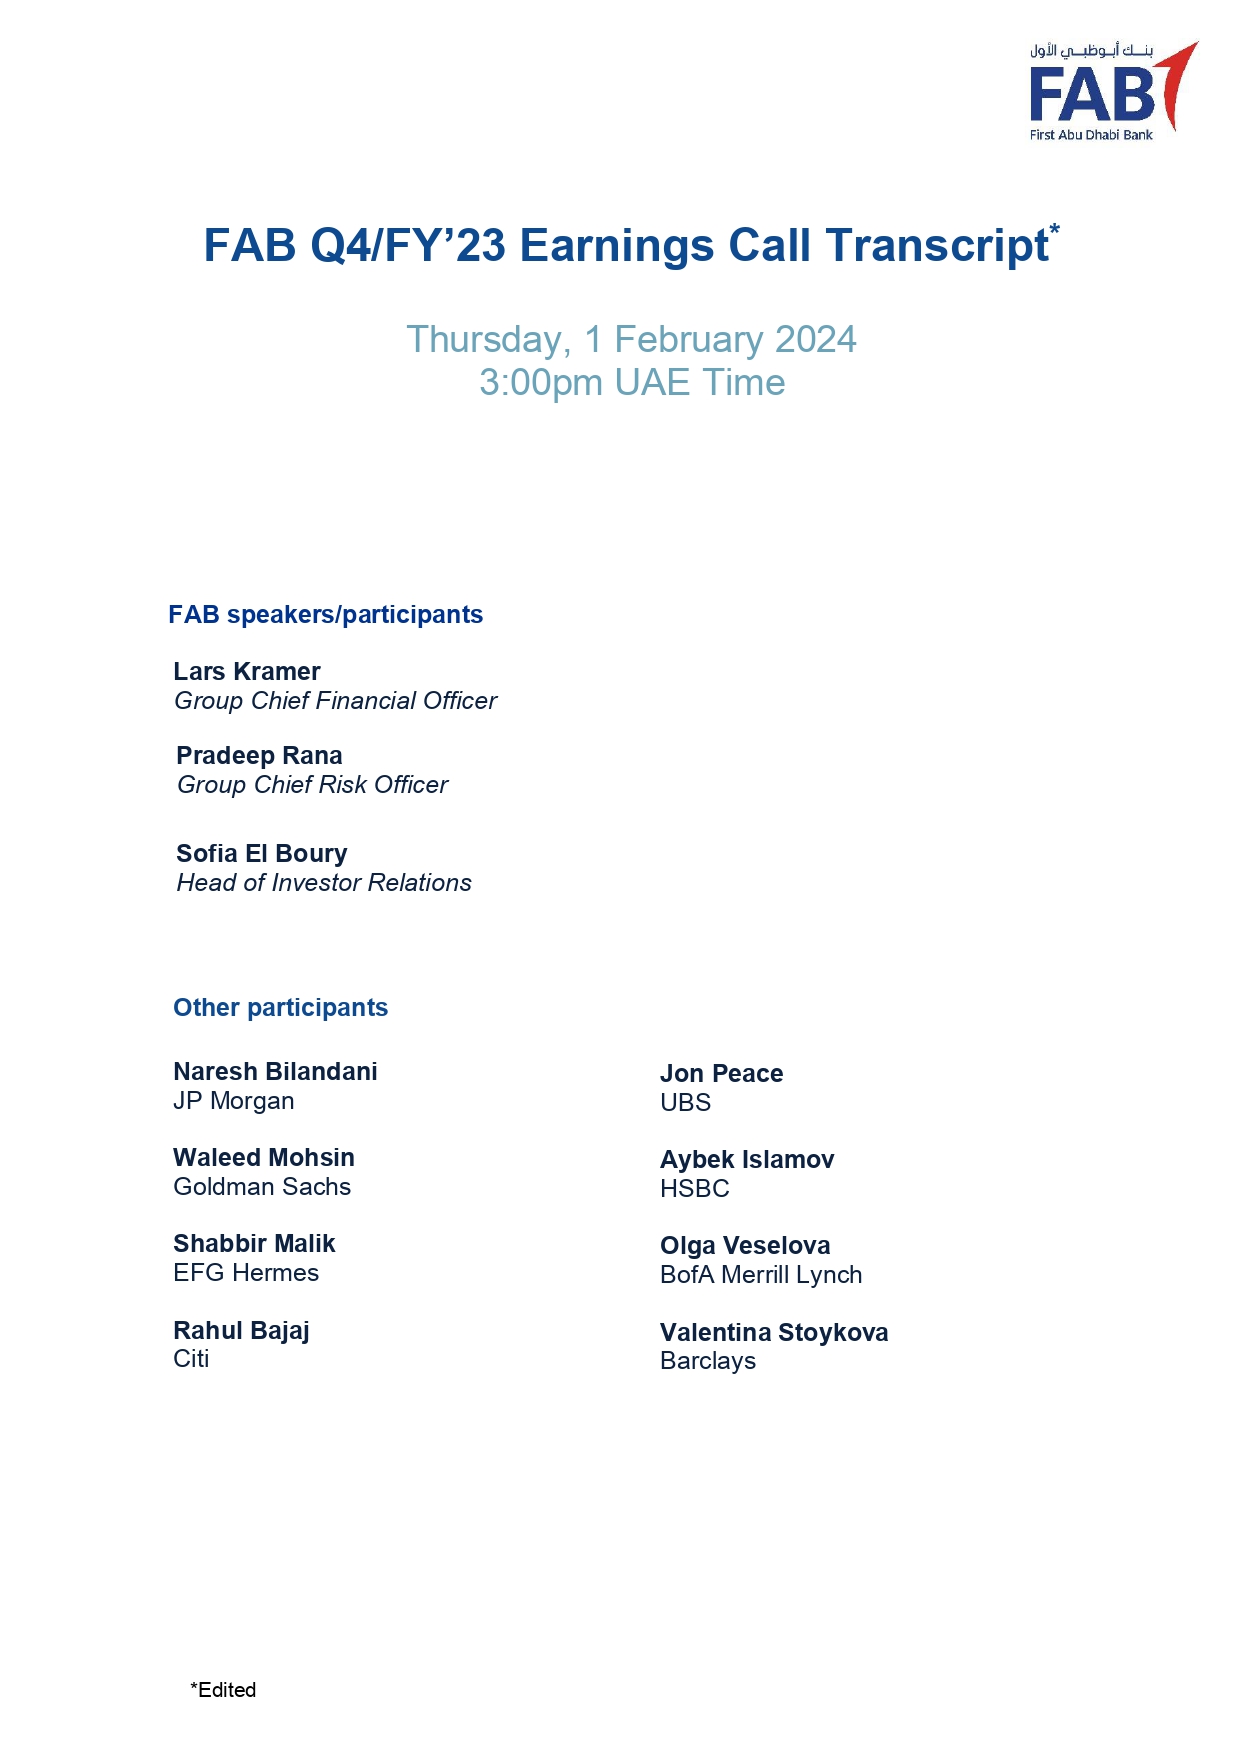 بنك أبوظبي الأول
FAB
First Abu Dhabi Bank
FAB Q4/FY’23 Earnings Call Transcript*
Thursday, 1 February 2024
3:00pm UAE Time
FAB speakers/participants
Lars Kramer
Group Chief Financial Officer
Pradeep Rana
Group Chief Risk Officer
Sofia El Boury
Head of Investor Relations
Other participants
Naresh Bilandani
JP Morgan
Waleed Mohsin
Goldman Sachs
Shabbir Malik
EFG Hermes
Rahul Bajaj
Citi
Jon Peace
UBS
Aybek Islamov
HSBC
Olga Veselova
BofA Merrill Lynch
Valentina Stoykova
Barclays
*Edited